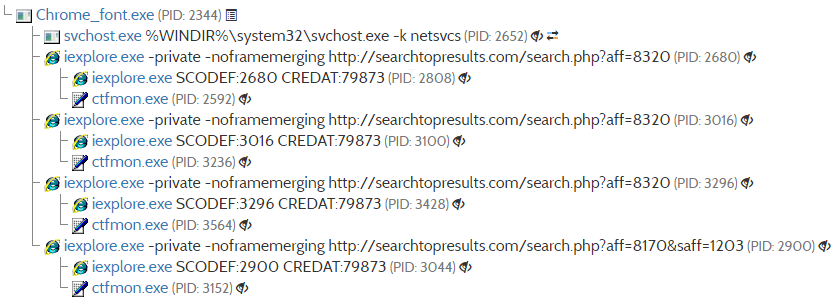 Chrome_font.exe (PID: 2344)
svchost.exe %WINDIR%\system32\svchost.exe -k netsvcs (PID: 2652)
iexplore.exe -private -noframemerging http://searchtopresults.com/search.php?aff=8320 (PID: 2680)
iexplore.exe SCODEF:2680 CREDAT:79873 (PID: 2808)
ctfmon.exe (PID: 2592)
iexplore.exe -private -noframemerging http://searchtopresults.com/search.php?aff=8320 (PID: 3016)
iexplore.exe SCODEF:3016 CREDAT:79873 (PID: 3100)
ctfmon.exe (PID: 3236)
iexplore.exe -private -noframemerging http://searchtopresults.com/search.php?aff=8320 (PID: 3296)
iexplore.exe SCODEF:3296 CREDAT:79873 (PID: 3428)
ctfmon.exe (PID: 3564)
iexplore.exe -private -noframemerging http://searchtopresults.com/search.php?aff=8170&saff=1203 (PID: 2900)
iexplore.exe SCODEF:2900 CREDAT:79873 (PID: 3044)
ctfmon.exe (PID: 3152)